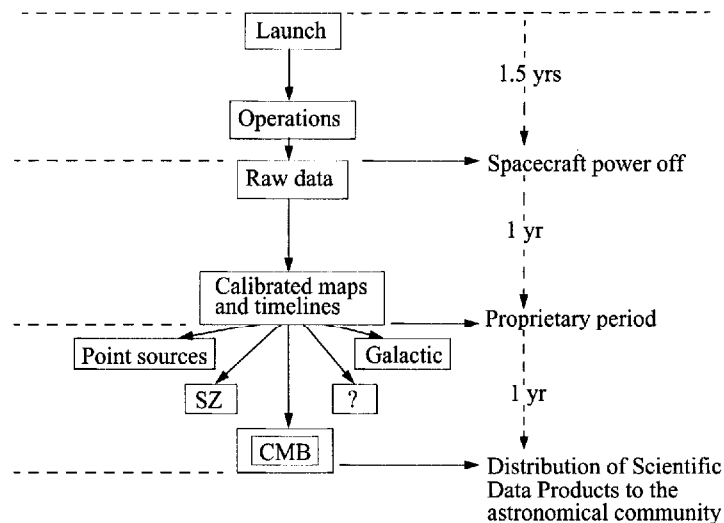 Launch
1.5 yrs
Operations
Raw data
Spacecraft power off
1 yr
Calibrated maps
and timelines
Proprietary period
Point sources
Galactic
SZ
?
1 yr
CMB
Distribution of Scientific
Data Products to the
astronomical community